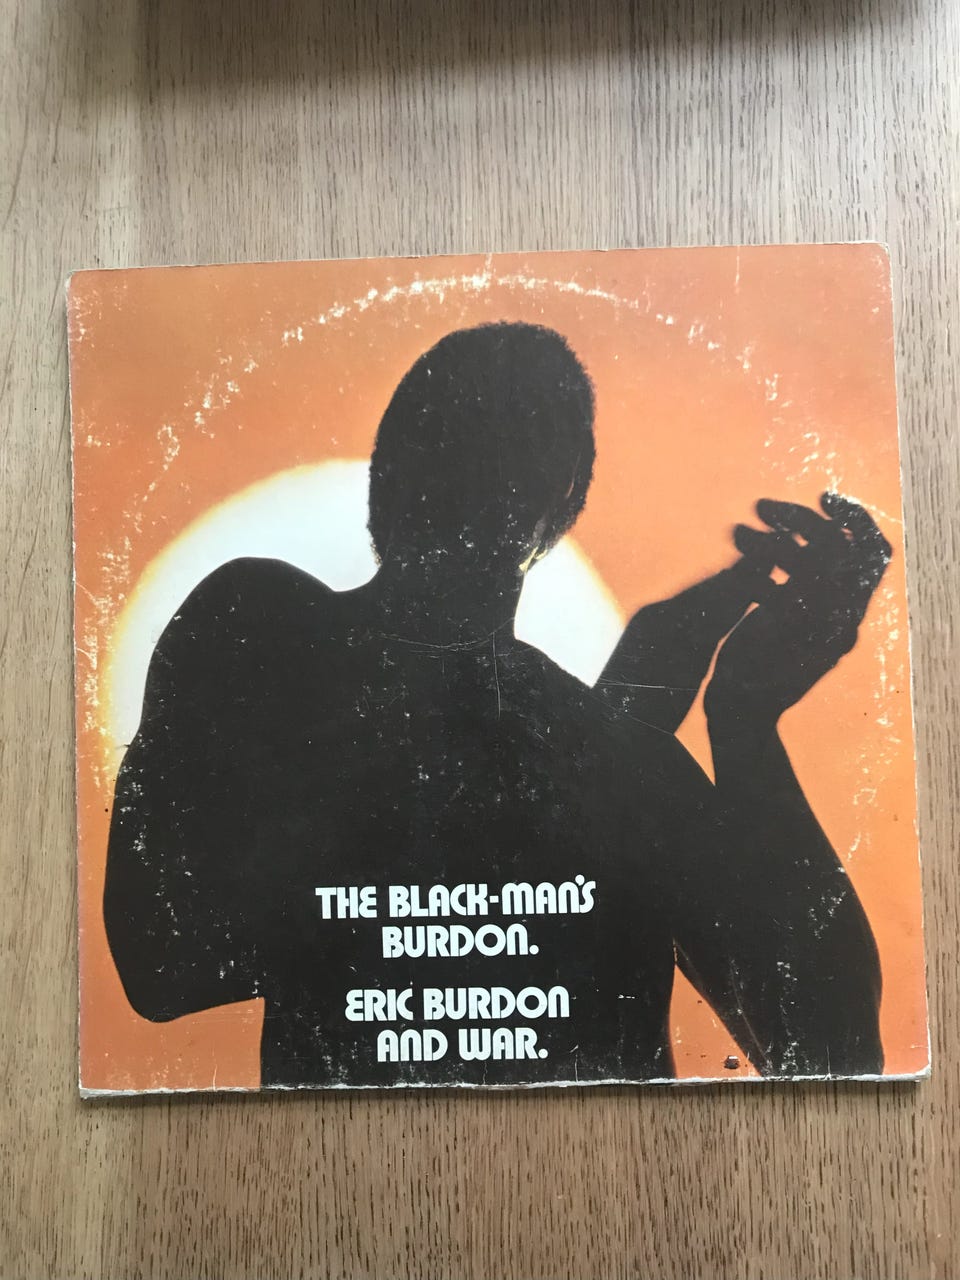 THE BLACK-MAN'S
BURDON.
ERIC BURDON
AND WAR.